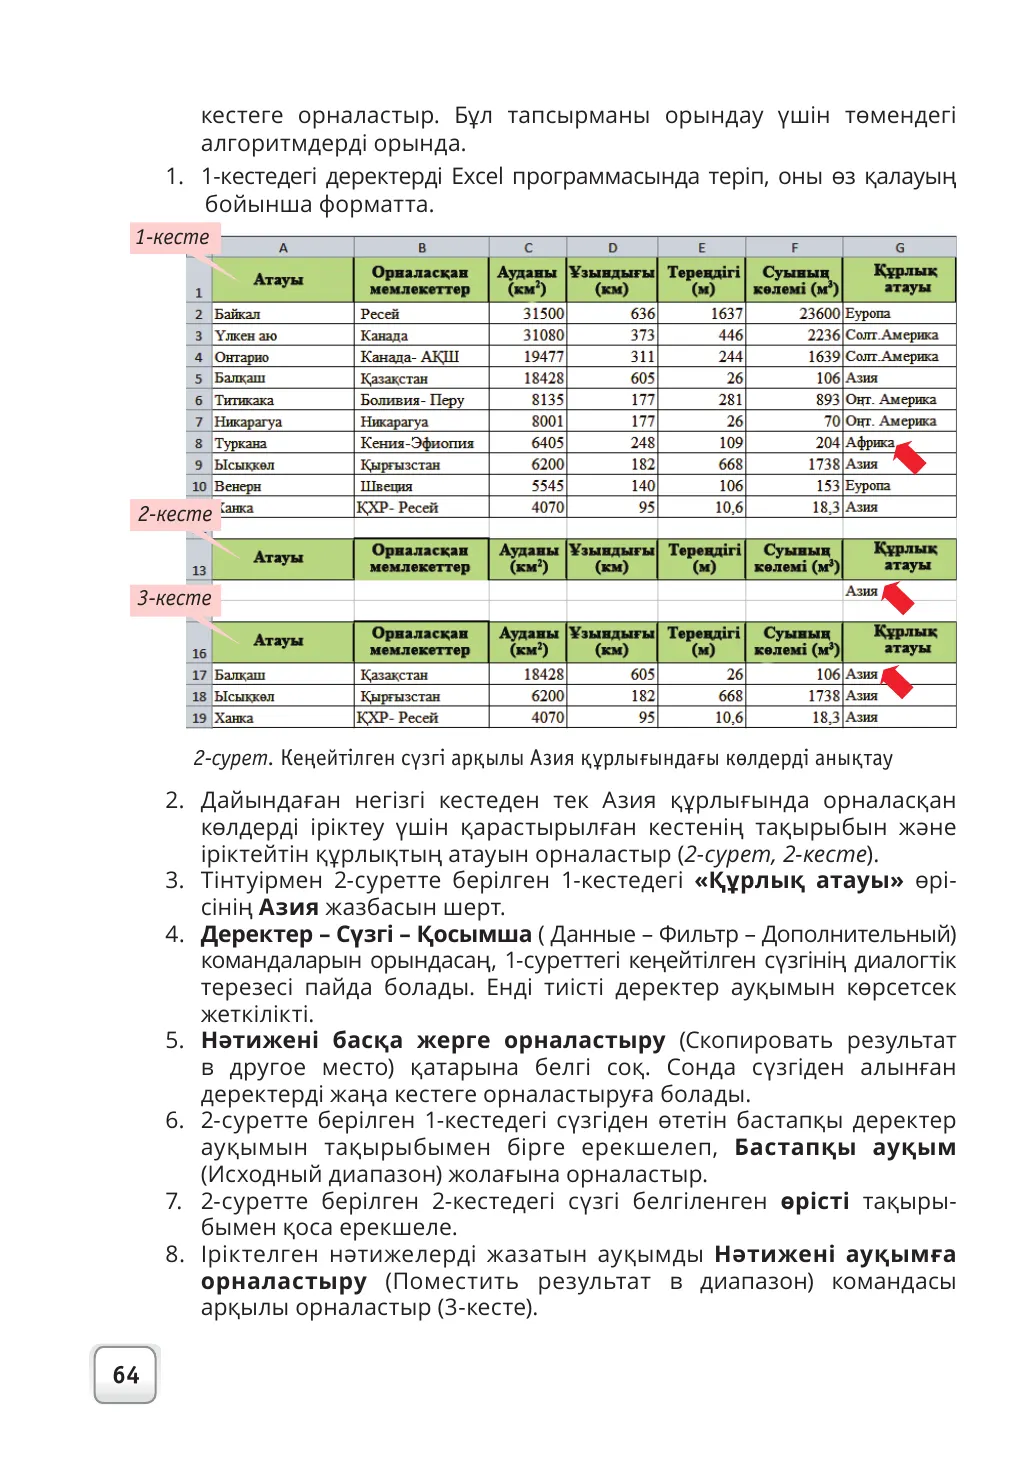 кестеге орналастыр. Бұл тапсырманы орындау үшін төмендегі
алгоритмдерді орында.
1. 1-кестедегі деректерді Excel программасында теріп, оны өз қалауың
бойынша форматта.
1-кесте
A B C D E F G
1 Атауы Орналасқан мемлекеттер Ауданы (км²) Ұзындығы (км) Тереңдігі (м) Суының көлемі (м³) Құрлық атауы
2 Байкал Ресей 31500 636 1637 23600 Еуропа
3 Үлкен аю Канада 31080 373 446 2236 Солт.Америка
4 Онтарио Канада- АҚШ 19477 311 244 1639 Солт.Америка
5 Балқаш Қазақстан 18428 605 26 106 Азия
6 Титикака Боливия- Перу 8135 177 281 893 Оңт. Америка
7 Никарагуа Никарагуа 8001 177 26 70 Оңт. Америка
8 Туркана Кения-Эфиопия 6405 248 109 204 Африка
9 Ысықкөл Қырғызстан 6200 182 668 1738 Азия
10 Венерн Швеция 5545 140 106 153 Еуропа
Ханка ҚХР- Ресей 4070 95 10,6 18,3 Азия
2-кесте
13 Атауы Орналасқан мемлекеттер Ауданы (км²) Ұзындығы (км) Тереңдігі (м) Суының көлемі (м³) Құрлық атауы
Азия
3-кесте
16 Атауы Орналасқан мемлекеттер Ауданы (км²) Ұзындығы (км) Тереңдігі (м) Суының көлемі (м³) Құрлық атауы
17 Балқаш Қазақстан 18428 605 26 106 Азия
18 Ысықкөл Қырғызстан 6200 182 668 1738 Азия
19 Ханка ҚХР- Ресей 4070 95 10,6 18,3 Азия
2-сурет. Кеңейтілген сүзгі арқылы Азия құрлығындағы көлдерді анықтау
2. Дайындаған негізгі кестеден тек Азия құрлығында орналасқан
көлдерді іріктеу үшін қарастырылған кестенің тақырыбын және
іріктейтін құрлықтың атауын орналастыр (2-сурет, 2-кесте).
3. Тінтуірмен 2-суретте берілген 1-кестедегі «Құрлық атауы» өрі-
сінің Азия жазбасын шерт.
4. Деректер – Сүзгі – Қосымша ( Данные – Фильтр – Дополнительный)
командаларын орындасаң, 1-суреттегі кеңейтілген сүзгінің диалогтік
терезесі пайда болады. Енді тиісті деректер ауқымын көрсетсек
жеткілікті.
5. Нәтижені басқа жерге орналастыру (Скопировать результат
в другое место) қатарына белгі соқ. Сонда сүзгіден алынған
деректерді жаңа кестеге орналастыруға болады.
6. 2-суретте берілген 1-кестедегі сүзгіден өтетін бастапқы деректер
ауқымын тақырыбымен бірге ерекшелеп, Бастапқы ауқым
(Исходный диапазон) жолағына орналастыр.
7. 2-суретте берілген 2-кестедегі сүзгі белгіленген өрісті тақыры-
бымен қоса ерекшеле.
8. Іріктелген нәтижелерді жазатын ауқымды Нәтижені ауқымға
орналастыру (Поместить результат в диапазон) командасы
арқылы орналастыр (3-кесте).
64